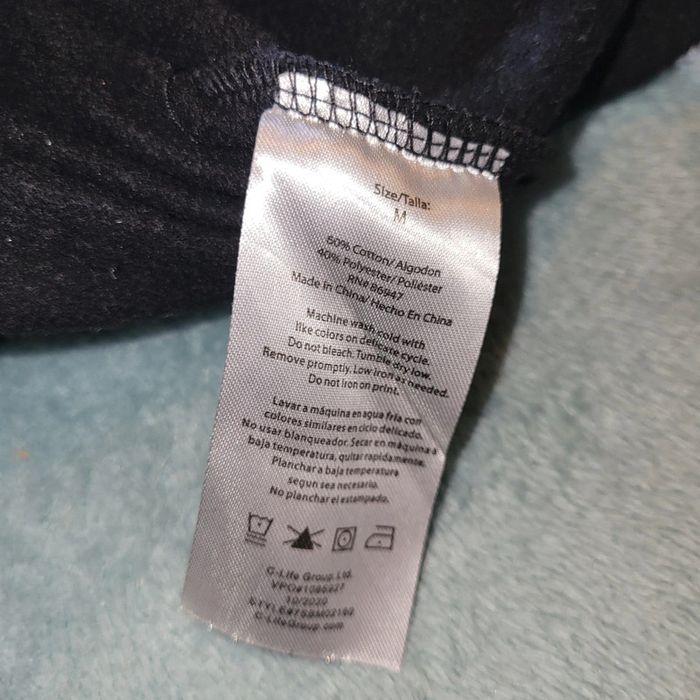 Size/Talla:
M
60% Cotton/Algodon
40% Polyester/Poliéster
RN# 86947
Made In China/Hecho En China
Machine wash cold with
like colors on delicate cycle.
Do not bleach. Tumble dry low.
Remove promptly. Low iron as needed.
Do not iron on print.
Lavar a máquina en agua fria con
colores similares en ciclo delicado.
No usar blanqueador. Secar en máquina a
baja temperatura, quitar rapidamente.
Planchar a baja temperatura
segun sea necesario.
No planchar el estampado.
G-Life Group, Ltd.
10/2020
G-LifeGroup.com